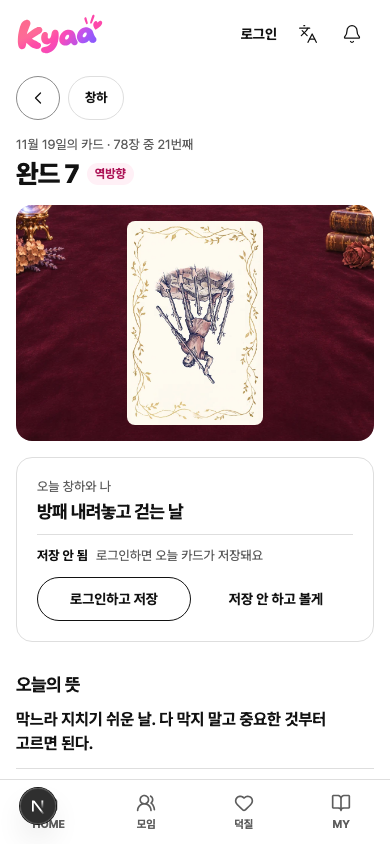 kyaa
로그인
창하
11월 19일의 카드 · 78장 중 21번째
완드 7 역방향
오늘 창하와 나
방패 내려놓고 걷는 날
저장 안 됨 로그인하면 오늘 카드가 저장돼요
로그인하고 저장 저장 안 하고 볼게
오늘의 뜻
막느라 지치기 쉬운 날. 다 막지 말고 중요한 것부터
고르면 된다.
N
HOME 모임 덕질 MY